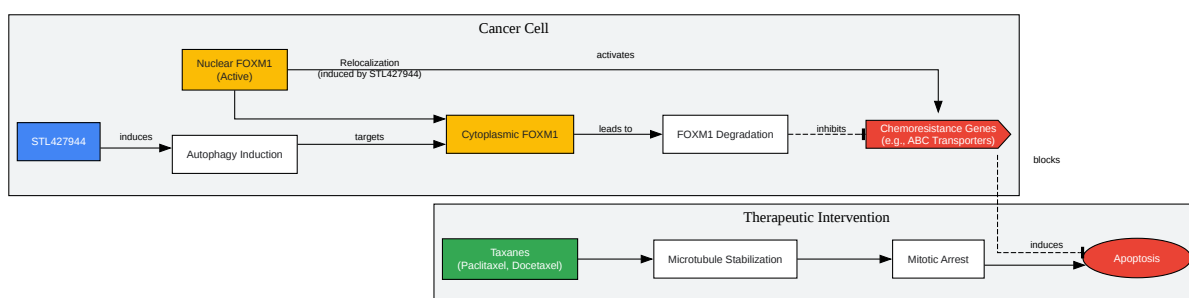 Cancer Cell
Nuclear FOXM1
(Active)
Relocalization
(induced by STL427944)
activates
STL427944
induces
Autophagy Induction
targets
Cytoplasmic FOXM1
leads to
FOXM1 Degradation
inhibits
Chemoresistance Genes
(e.g., ABC Transporters)
blocks
Therapeutic Intervention
Taxanes
(Paclitaxel, Docetaxel)
Microtubule Stabilization
Mitotic Arrest
induces
Apoptosis